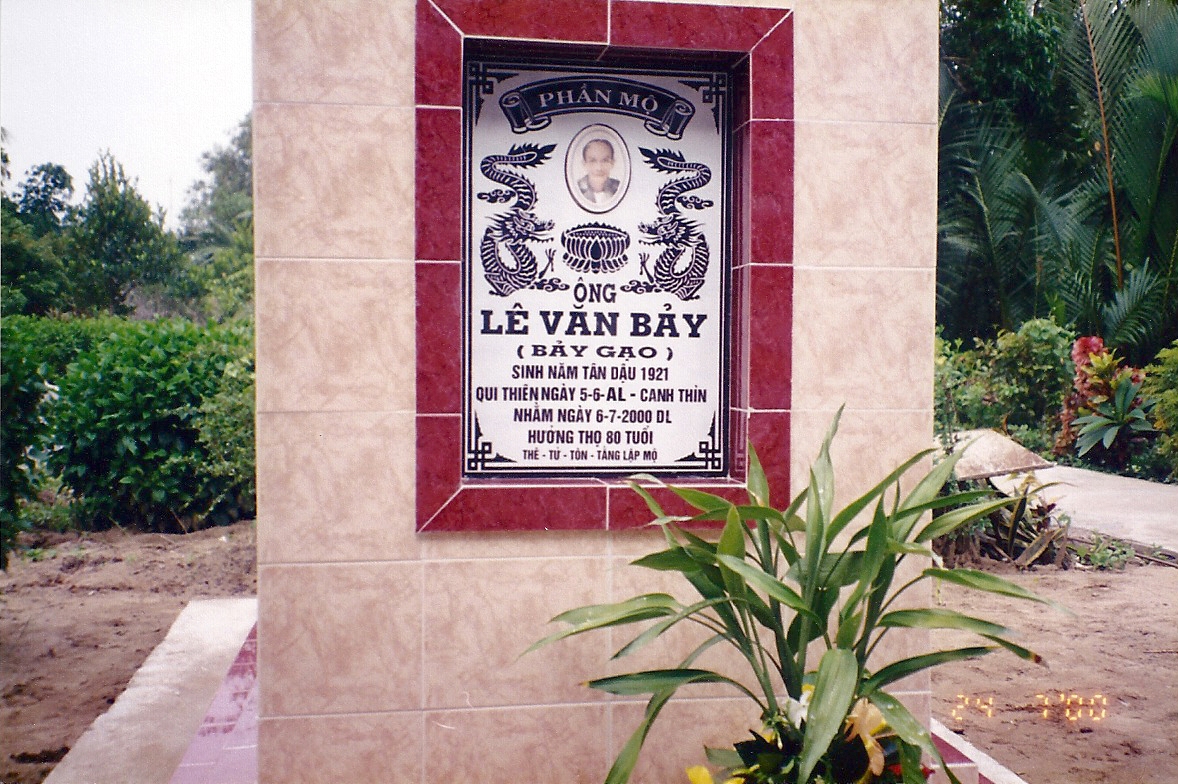 PHẦN MỘ
ÔNG
LÊ VĂN BẢY
( BẢY GẠO )
SINH NĂM TÂN DẬU 1921
QUI THIÊN NGÀY 5-6-AL - CANH THÌN
NHẰM NGÀY 6-7-2000 DL
HƯỞNG THỌ 80 TUỔI
THÊ - TỬ - TÔN - TẰNG LẬP MỘ
24 7'00